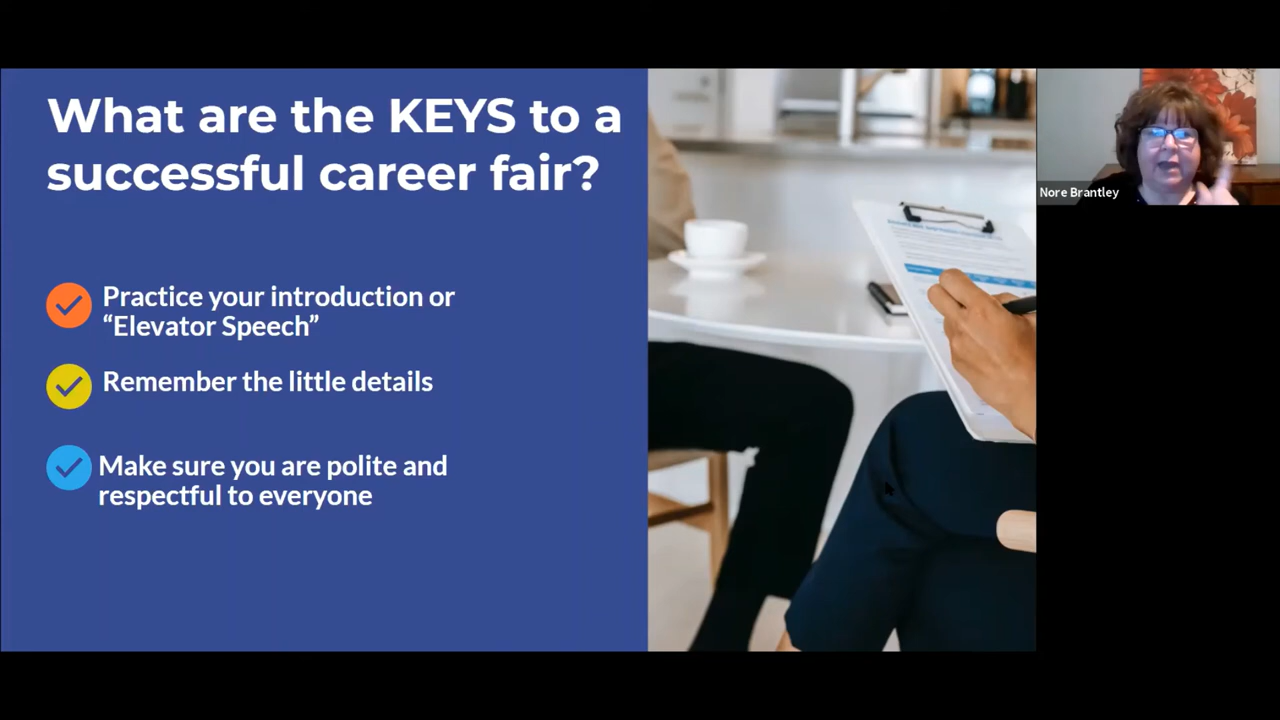 What are the KEYS to a
successful career fair?
Practice your introduction or
“Elevator Speech”
Remember the little details
Make sure you are polite and
respectful to everyone
Nore Brantley